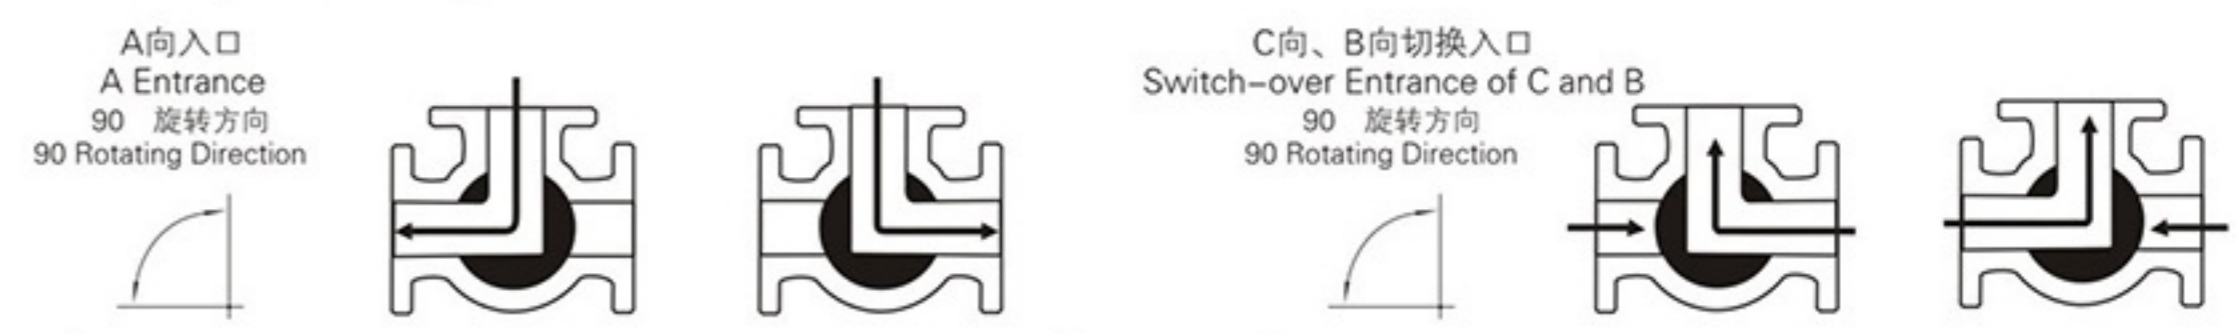 A向入口
A Entrance
90 旋转方向
90 Rotating Direction
C向、B向切换入口
Switch-over Entrance of C and B
90 旋转方向
90 Rotating Direction